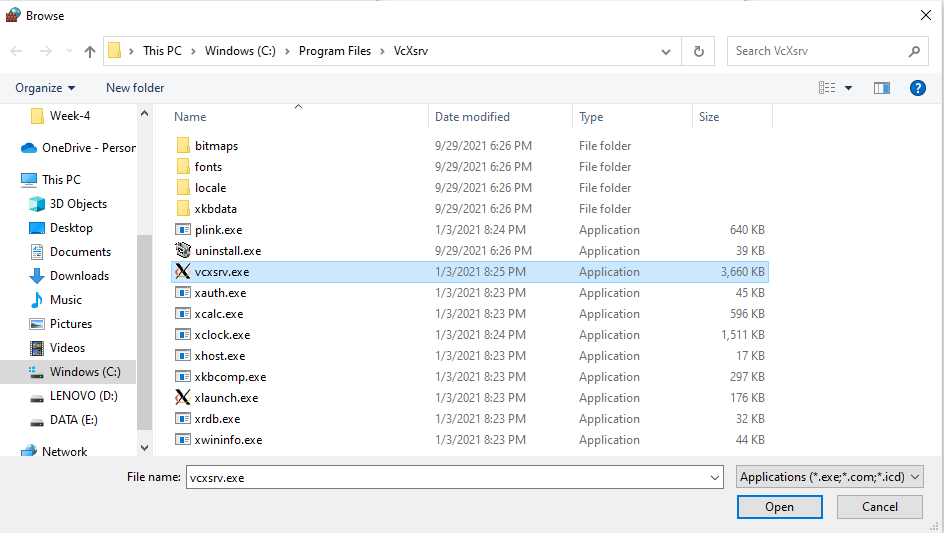 Browse
This PC > Windows (C:) > Program Files > VcXsrv
Search VcXsrv
Organize
New folder
?
Week-4
OneDrive - Person
This PC
3D Objects
Desktop
Documents
Downloads
Music
Pictures
Videos
Windows (C:)
LENOVO (D:)
DATA (E:)
Network
Name Date modified Type Size
bitmaps 9/29/2021 6:26 PM File folder
fonts 9/29/2021 6:26 PM File folder
locale 9/29/2021 6:26 PM File folder
xkbdata 9/29/2021 6:26 PM File folder
plink.exe 1/3/2021 8:24 PM Application 640 KB
uninstall.exe 9/29/2021 6:26 PM Application 39 KB
vcxsrv.exe 1/3/2021 8:25 PM Application 3,660 KB
xauth.exe 1/3/2021 8:23 PM Application 45 KB
xcalc.exe 1/3/2021 8:23 PM Application 596 KB
xclock.exe 1/3/2021 8:24 PM Application 1,511 KB
xhost.exe 1/3/2021 8:23 PM Application 17 KB
xkbcomp.exe 1/3/2021 8:23 PM Application 297 KB
xlaunch.exe 1/3/2021 8:23 PM Application 176 KB
xrdb.exe 1/3/2021 8:23 PM Application 32 KB
xwininfo.exe 1/3/2021 8:23 PM Application 44 KB
File name: vcxsrv.exe
Applications (*.exe;*.com;*.icd)
Open
Cancel